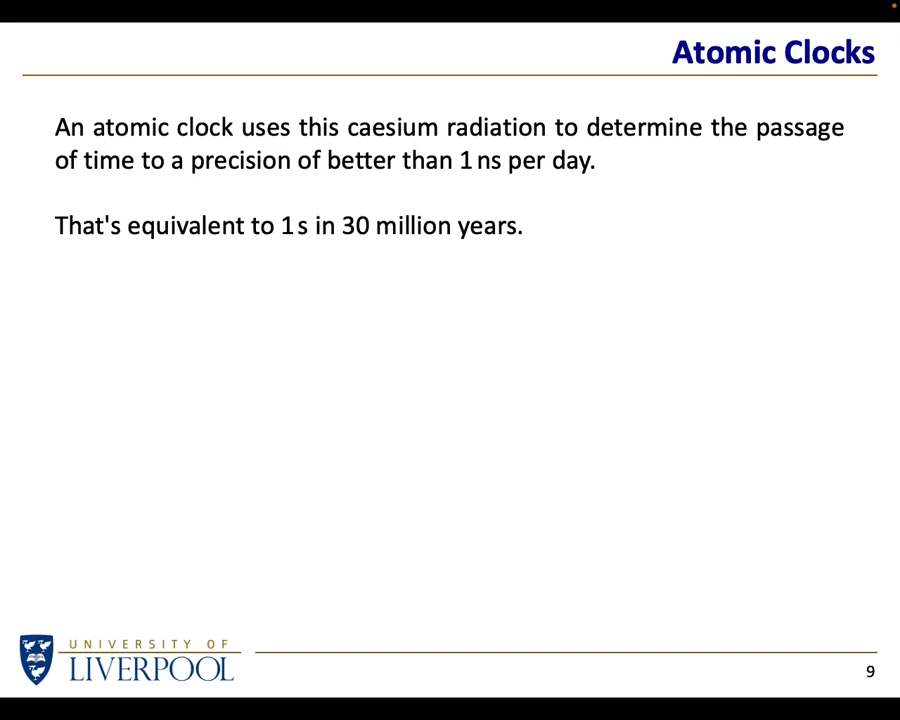 Atomic Clocks
An atomic clock uses this caesium radiation to determine the passage
of time to a precision of better than 1 ns per day.
That's equivalent to 1 s in 30 million years.
UNIVERSITY OF
LIVERPOOL
9